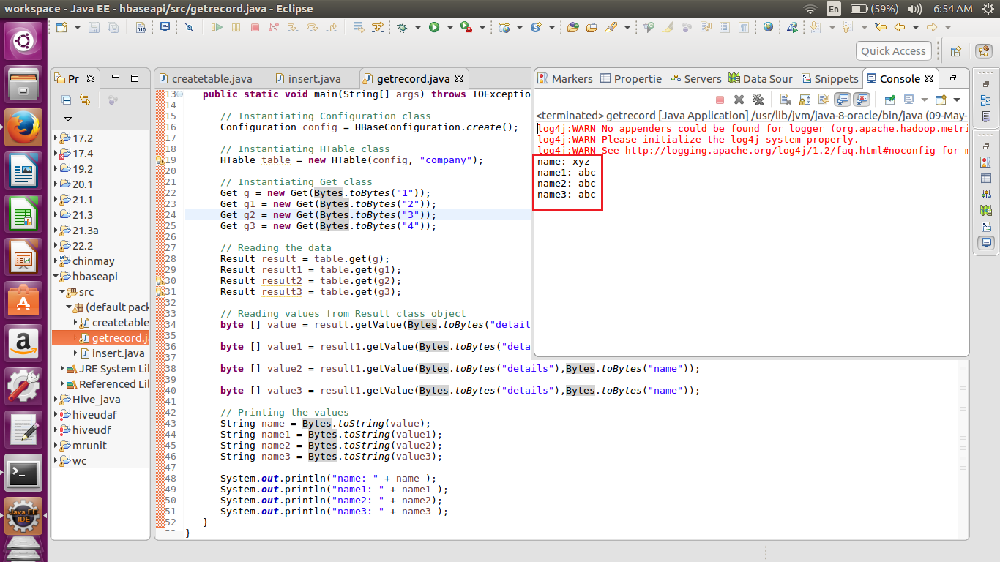 workspace - Java EE - hbaseapi/src/getrecord.java - Eclipse
En
(59%)
6:54 AM
Quick Access
Pr
17.2
17.4
19.2
20.1
21.1
21.3
21.3a
22.2
chinmay
hbaseapi
src
(default pack
createtable
getrecord.j
insert.java
JRE System Li
Referenced Lil
Hive_java
hiveudaf
hiveudf
mrunit
wc
createtable.java
insert.java
getrecord.java
13 public static void main(String[] args) throws IOException
14
15 // Instantiating Configuration class
16 Configuration config = HBaseConfiguration.create();
17
18 // Instantiating HTable class
19 HTable table = new HTable(config, "company");
20
21 // Instantiating Get class
22 Get g = new Get(Bytes.toBytes("1"));
23 Get g1 = new Get(Bytes.toBytes("2"));
24 Get g2 = new Get(Bytes.toBytes("3"));
25 Get g3 = new Get(Bytes.toBytes("4"));
26
27 // Reading the data
28 Result result = table.get(g);
29 Result result1 = table.get(g1);
30 Result result2 = table.get(g2);
31 Result result3 = table.get(g3);
32
33 // Reading values from Result class object
34 byte [] value = result.getValue(Bytes.toBytes("detail
35
36 byte [] value1 = result1.getValue(Bytes.toBytes("deta
37
38 byte [] value2 = result1.getValue(Bytes.toBytes("details"),Bytes.toBytes("name"));
39
40 byte [] value3 = result1.getValue(Bytes.toBytes("details"),Bytes.toBytes("name"));
41
42 // Printing the values
43 String name = Bytes.toString(value);
44 String name1 = Bytes.toString(value1);
45 String name2 = Bytes.toString(value2);
46 String name3 = Bytes.toString(value3);
47
48 System.out.println("name: " + name );
49 System.out.println("name1: " + name1 );
50 System.out.println("name2: " + name2);
51 System.out.println("name3: " + name3 );
52 }
53 }
Markers
Propertie
Servers
Data Sour
Snippets
Console
<terminated> getrecord [Java Application] /usr/lib/jvm/java-8-oracle/bin/java (09-May-
log4j:WARN No appenders could be found for logger (org.apache.hadoop.metri
log4j:WARN Please initialize the log4j system properly.
log4j:WARN See http://logging.apache.org/log4j/1.2/faq.html#noconfig for m
name: xyz
name1: abc
name2: abc
name3: abc
Java EE
IDE